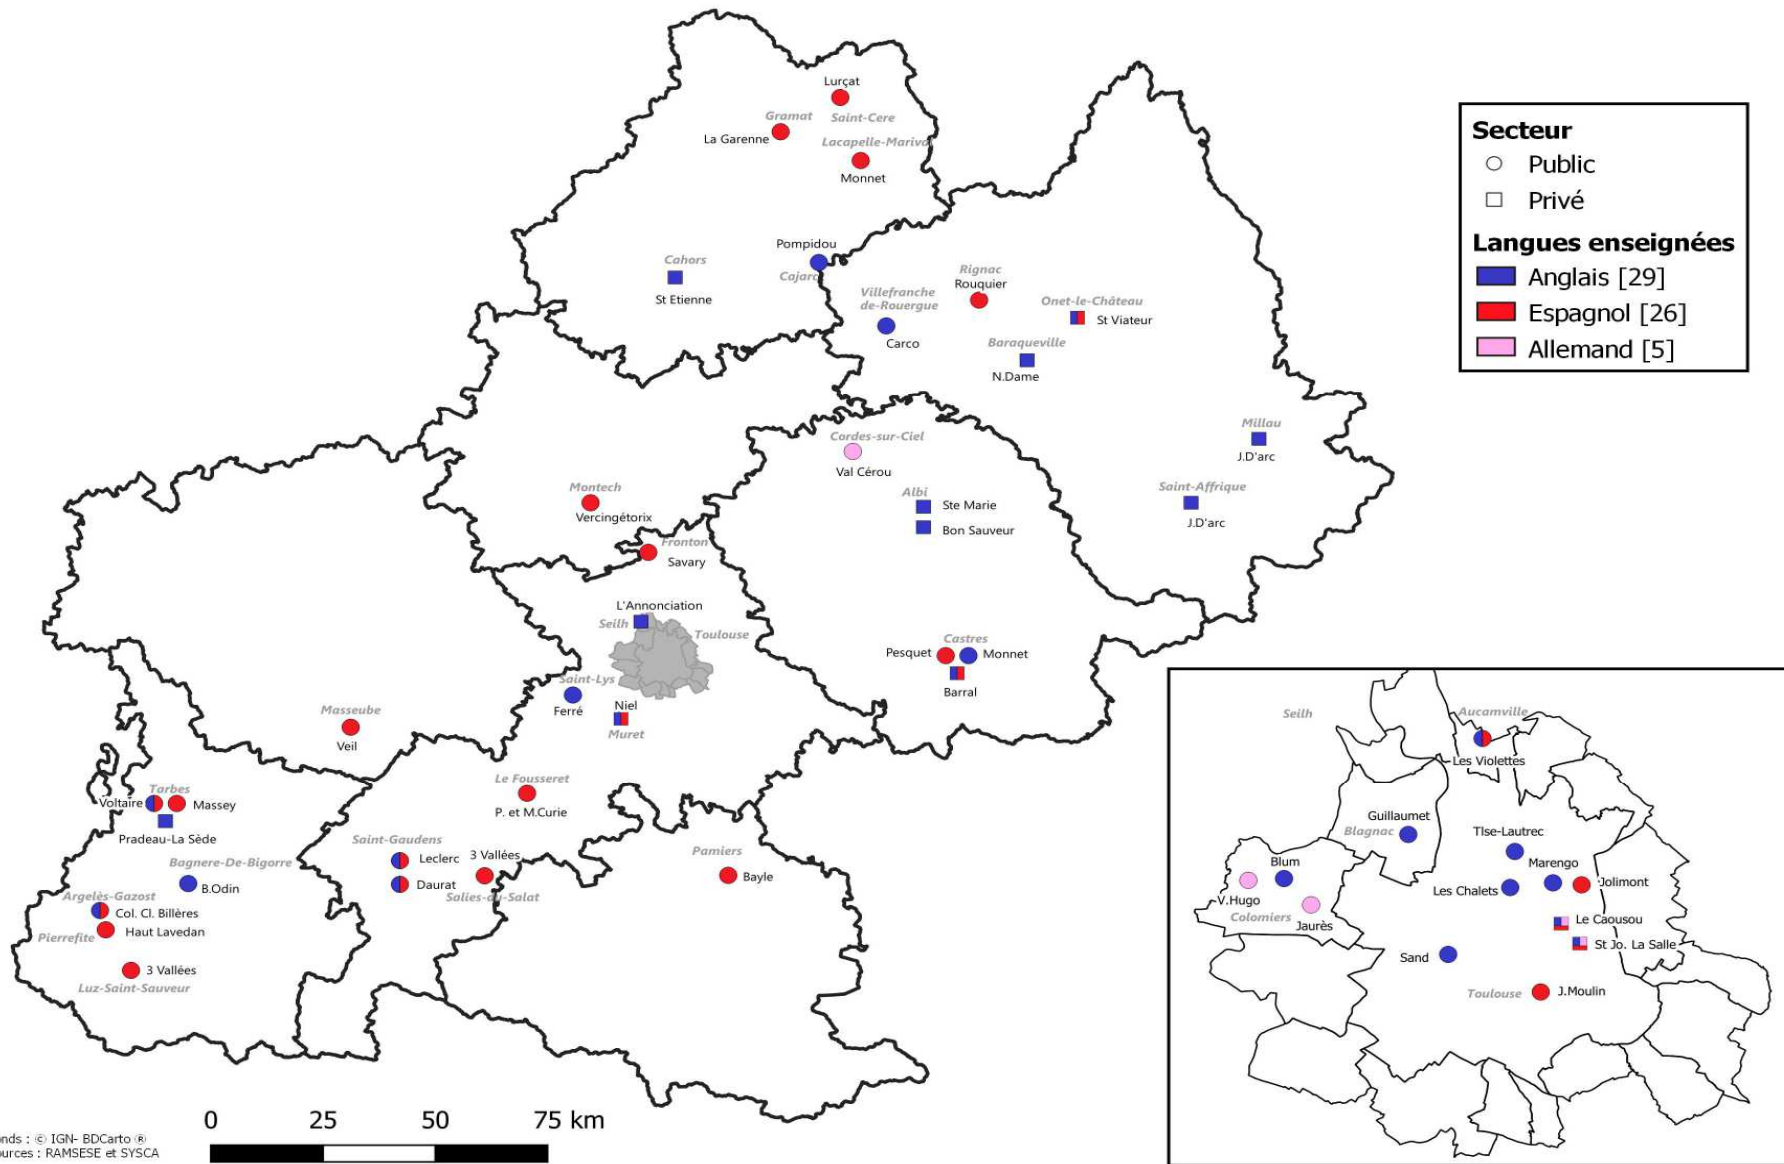 Lurçat
Gramat
Saint-Cere
La Garenne
Lacapelle-Marival
Monnet
Pompidou
Cahors
Cajarc
St Etienne
Rignac
Rouquier
Villefranche
de-Rouergue
Carco
Onet-le-Château
St Viateur
Baraqueville
N.Dame
Millau
J.D'arc
Saint-Affrique
J.D'arc
Cordes-sur-Ciel
Val Cérou
Albi
Ste Marie
Bon Sauveur
Montech
Vercingétorix
Fronton
Savary
L'Annonciation
Seilh
Toulouse
Castres
Pesquet
Monnet
Barral
Saint-Lys
Ferré
Niel
Muret
Masseube
Veil
Le Fousseret
P. et M.Curie
Tarbes
Voltaire
Massey
Pradeau-La Sède
Bagnere-De-Bigorre
B.Odin
Saint-Gaudens
Leclerc
3 Vallées
Daurat
Salies-du-Salat
Pamiers
Bayle
Argelès-Gazost
Col. Cl. Billères
Pierrefite
Haut Lavedan
3 Vallées
Luz-Saint-Sauveur
Secteur
Public
Privé
Langues enseignées
Anglais [29]
Espagnol [26]
Allemand [5]
Seilh
Aucamville
Les Violettes
Guillaumet
Blagnac
Tlse-Lautrec
Blum
Marengo
V.Hugo
Les Chalets
Jolimont
Colomiers
Jaurès
Le Caousou
St Jo. La Salle
Sand
Toulouse
J.Moulin
0 25 50 75 km
onds : © IGN- BDCarto ®
ources : RAMSESE et SYSCA